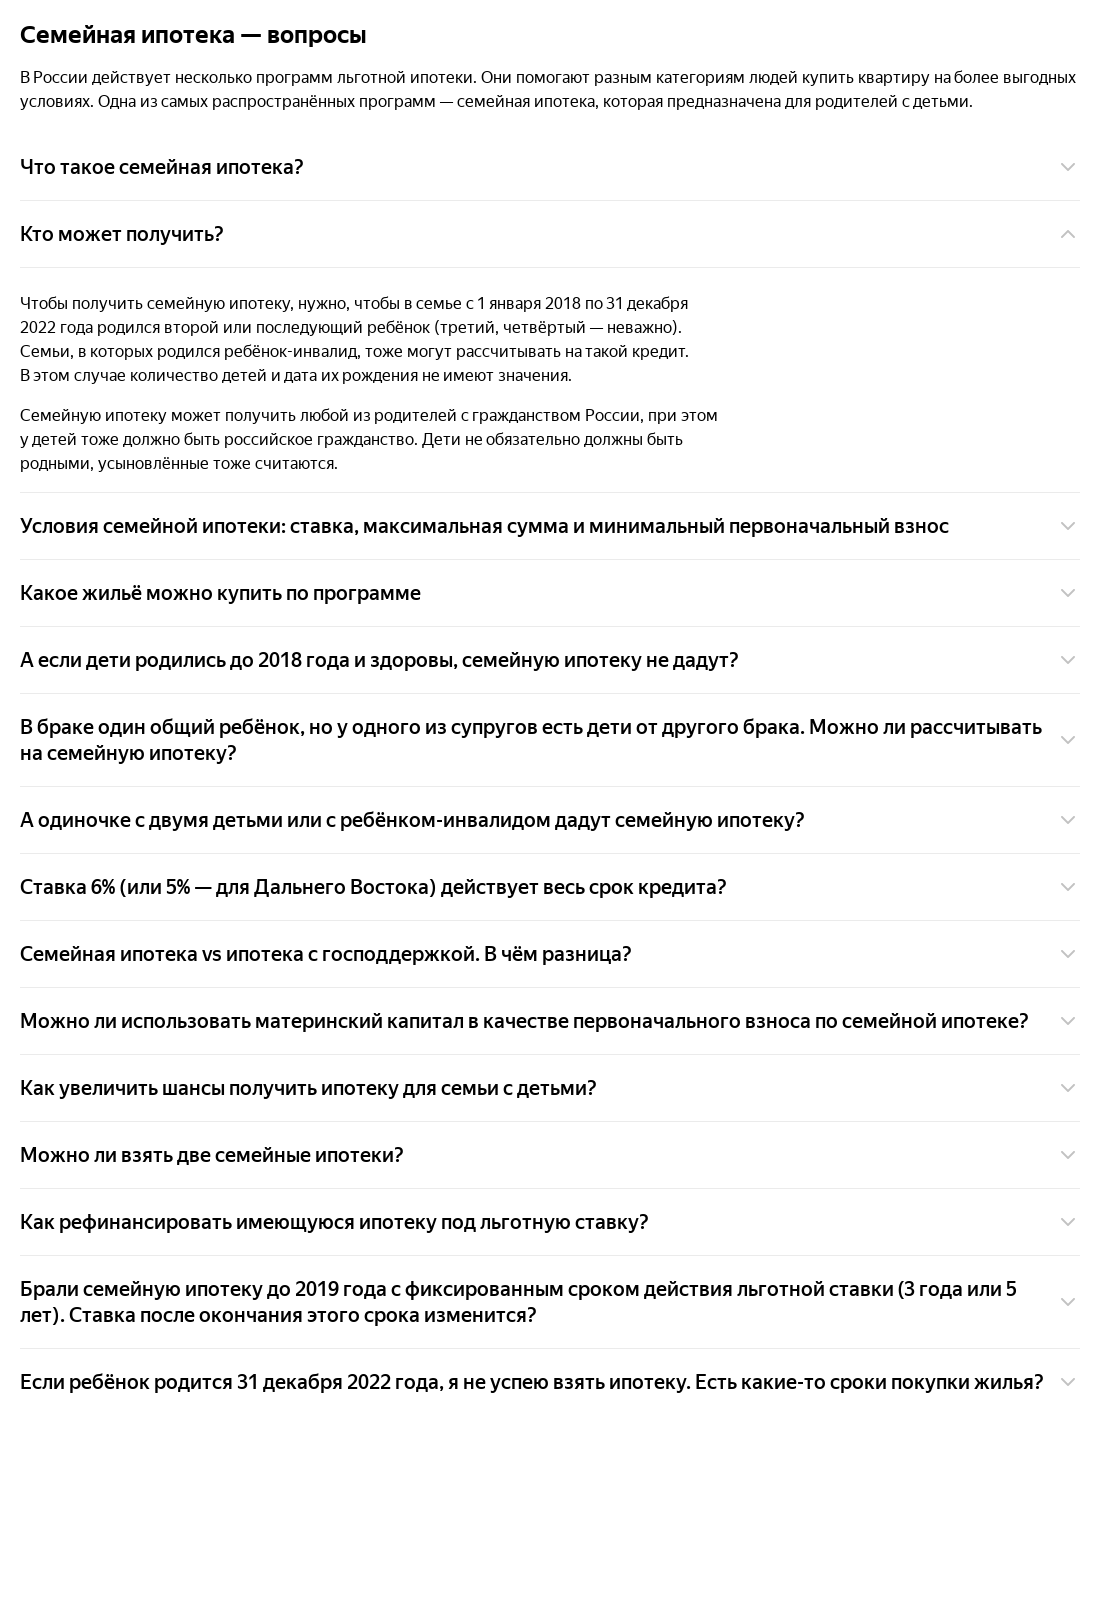 Семейная ипотека — вопросы
В России действует несколько программ льготной ипотеки. Они помогают разным категориям людей купить квартиру на более выгодных
условиях. Одна из самых распространённых программ — семейная ипотека, которая предназначена для родителей с детьми.
Что такое семейная ипотека?
Кто может получить?
Чтобы получить семейную ипотеку, нужно, чтобы в семье с 1 января 2018 по 31 декабря
2022 года родился второй или последующий ребёнок (третий, четвёртый — неважно).
Семьи, в которых родился ребёнок-инвалид, тоже могут рассчитывать на такой кредит.
В этом случае количество детей и дата их рождения не имеют значения.
Семейную ипотеку может получить любой из родителей с гражданством России, при этом
у детей тоже должно быть российское гражданство. Дети не обязательно должны быть
родными, усыновлённые тоже считаются.
Условия семейной ипотеки: ставка, максимальная сумма и минимальный первоначальный взнос
Какое жильё можно купить по программе
А если дети родились до 2018 года и здоровы, семейную ипотеку не дадут?
В браке один общий ребёнок, но у одного из супругов есть дети от другого брака. Можно ли рассчитывать
на семейную ипотеку?
А одиночке с двумя детьми или с ребёнком-инвалидом дадут семейную ипотеку?
Ставка 6% (или 5% — для Дальнего Востока) действует весь срок кредита?
Семейная ипотека vs ипотека с господдержкой. В чём разница?
Можно ли использовать материнский капитал в качестве первоначального взноса по семейной ипотеке?
Как увеличить шансы получить ипотеку для семьи с детьми?
Можно ли взять две семейные ипотеки?
Как рефинансировать имеющуюся ипотеку под льготную ставку?
Брали семейную ипотеку до 2019 года с фиксированным сроком действия льготной ставки (3 года или 5
лет). Ставка после окончания этого срока изменится?
Если ребёнок родится 31 декабря 2022 года, я не успею взять ипотеку. Есть какие-то сроки покупки жилья?